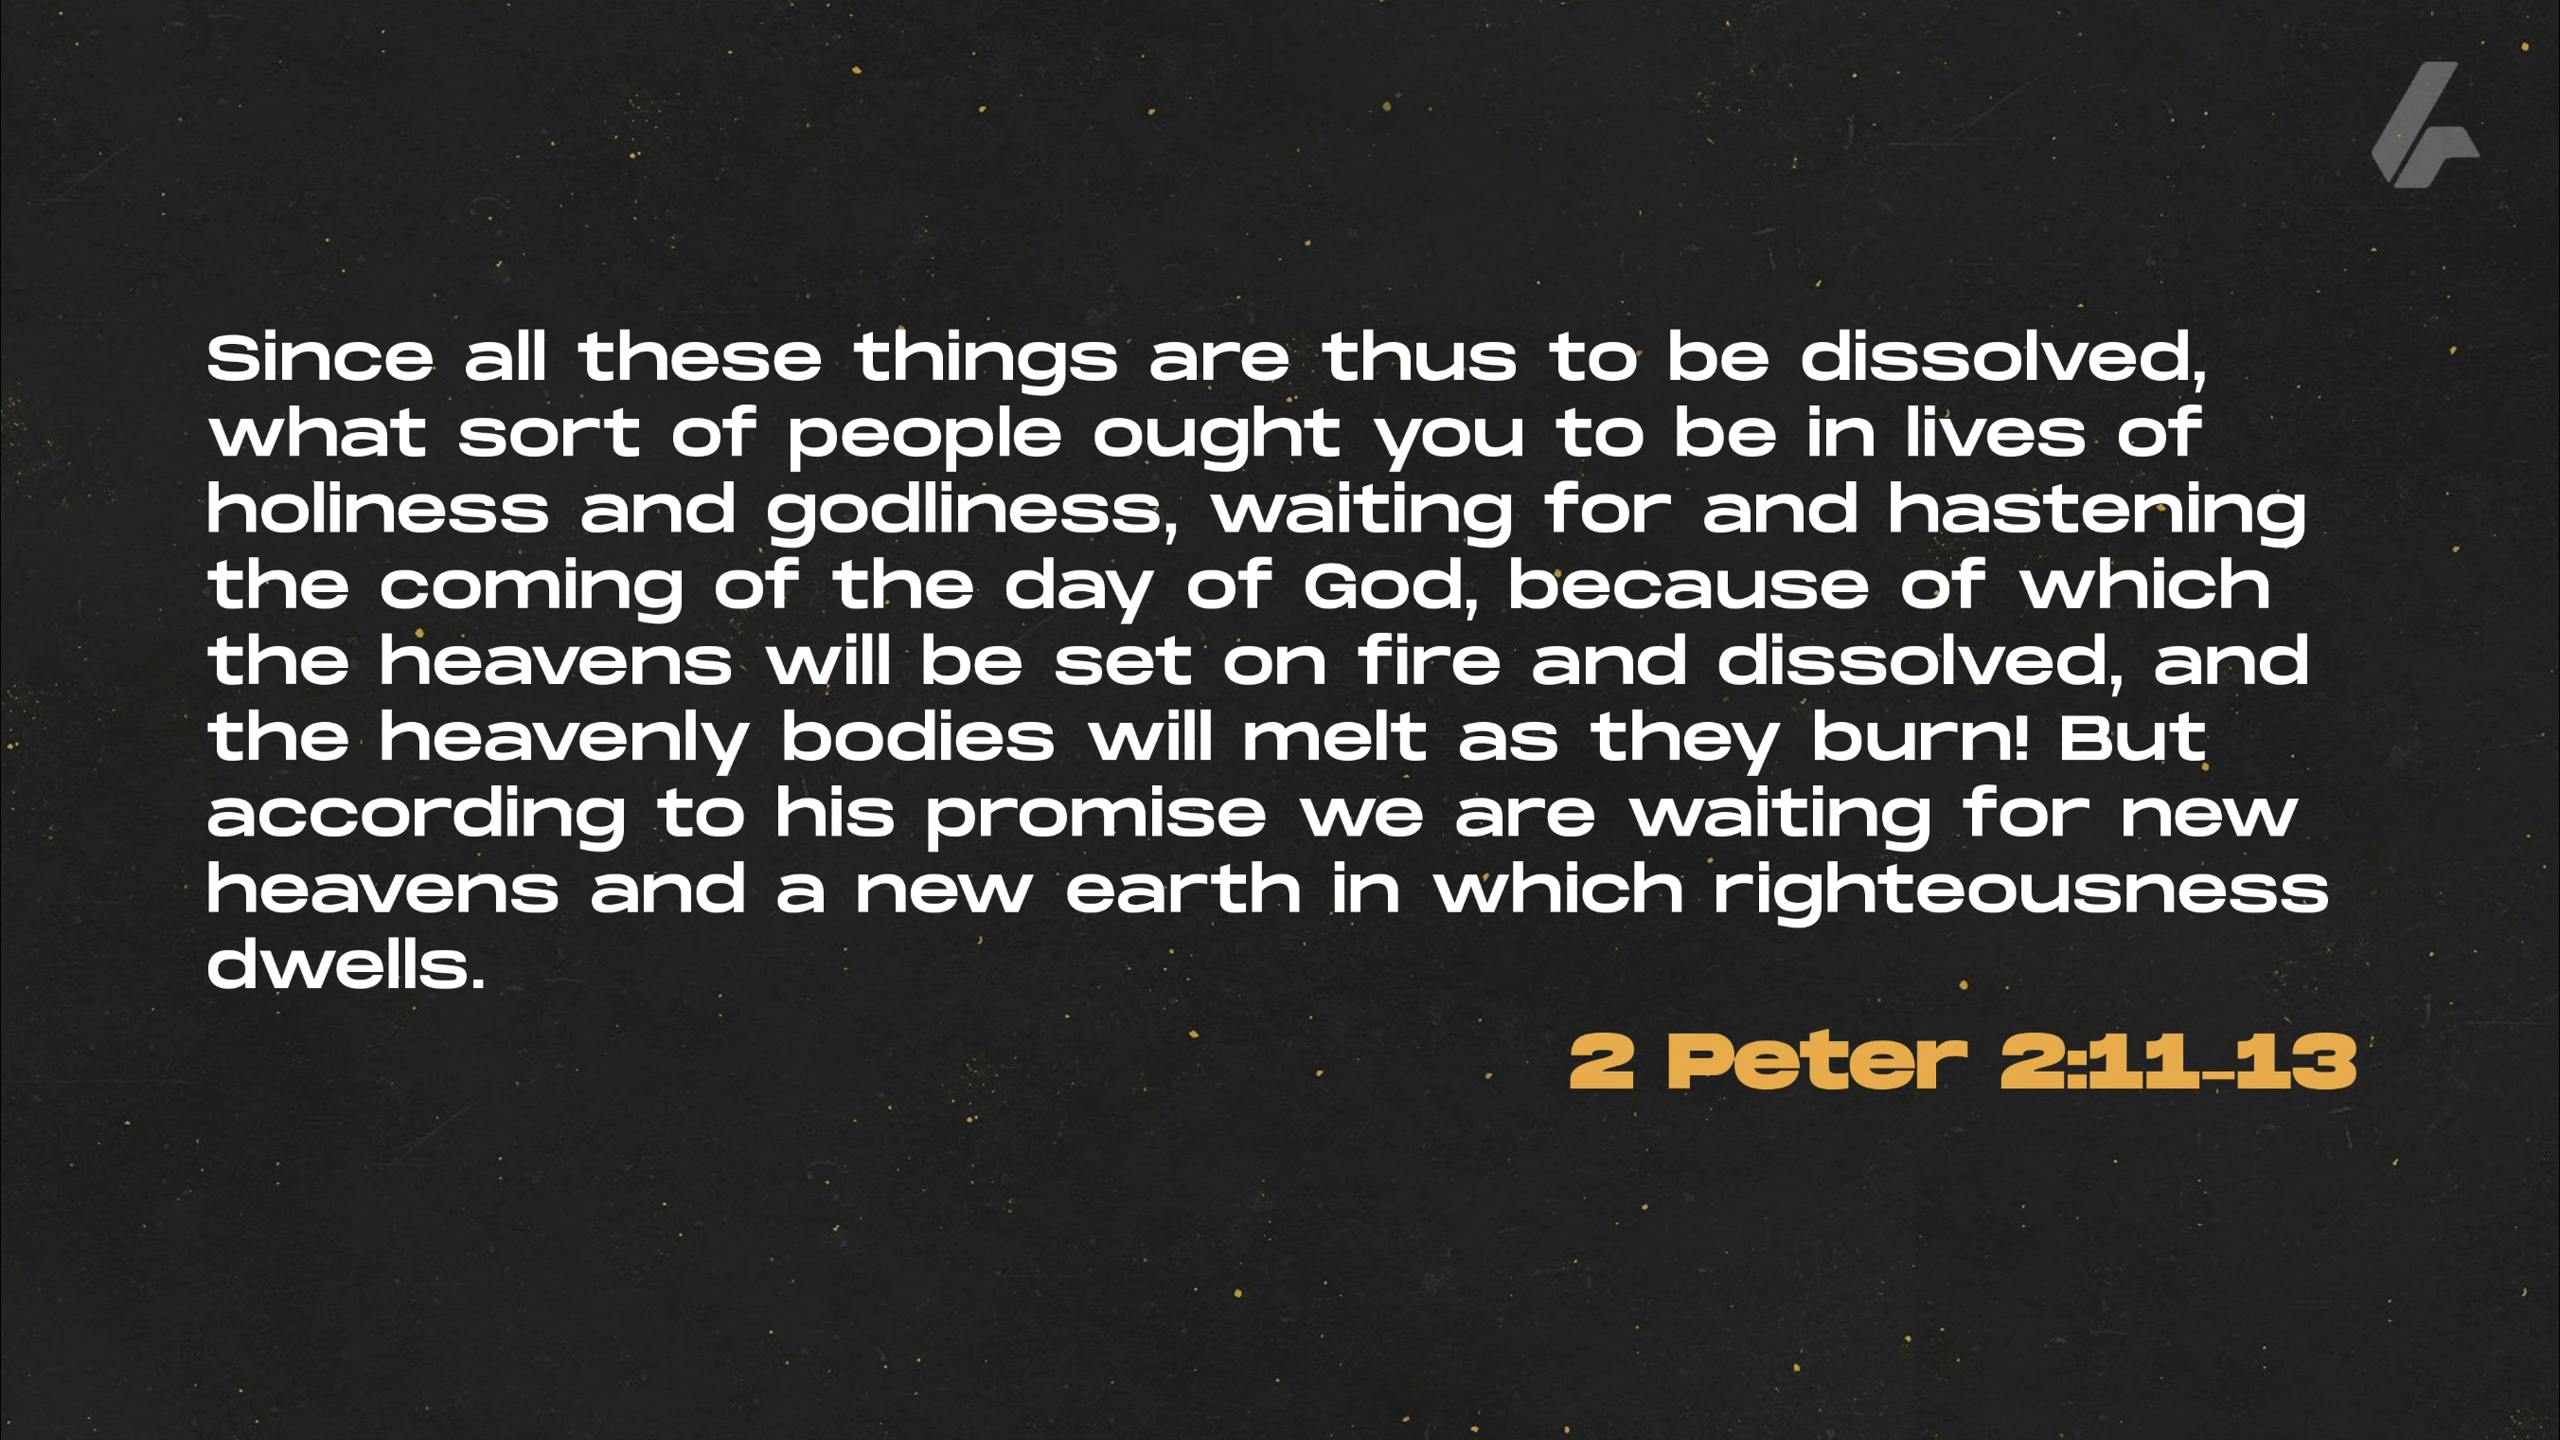 Since all these things are thus to be dissolved,
what sort of people ought you to be in lives of
holiness and godliness, waiting for and hastening
the coming of the day of God, because of which
the heavens will be set on fire and dissolved, and
the heavenly bodies will melt as they burn! But
according to his promise we are waiting for new
heavens and a new earth in which righteousness
dwells.
2 Peter 2:11-13